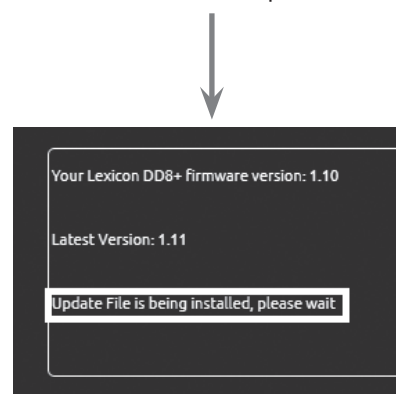 Your Lexicon DD8+ firmware version: 1.10
Latest Version: 1.11
Update File is being installed, please wait